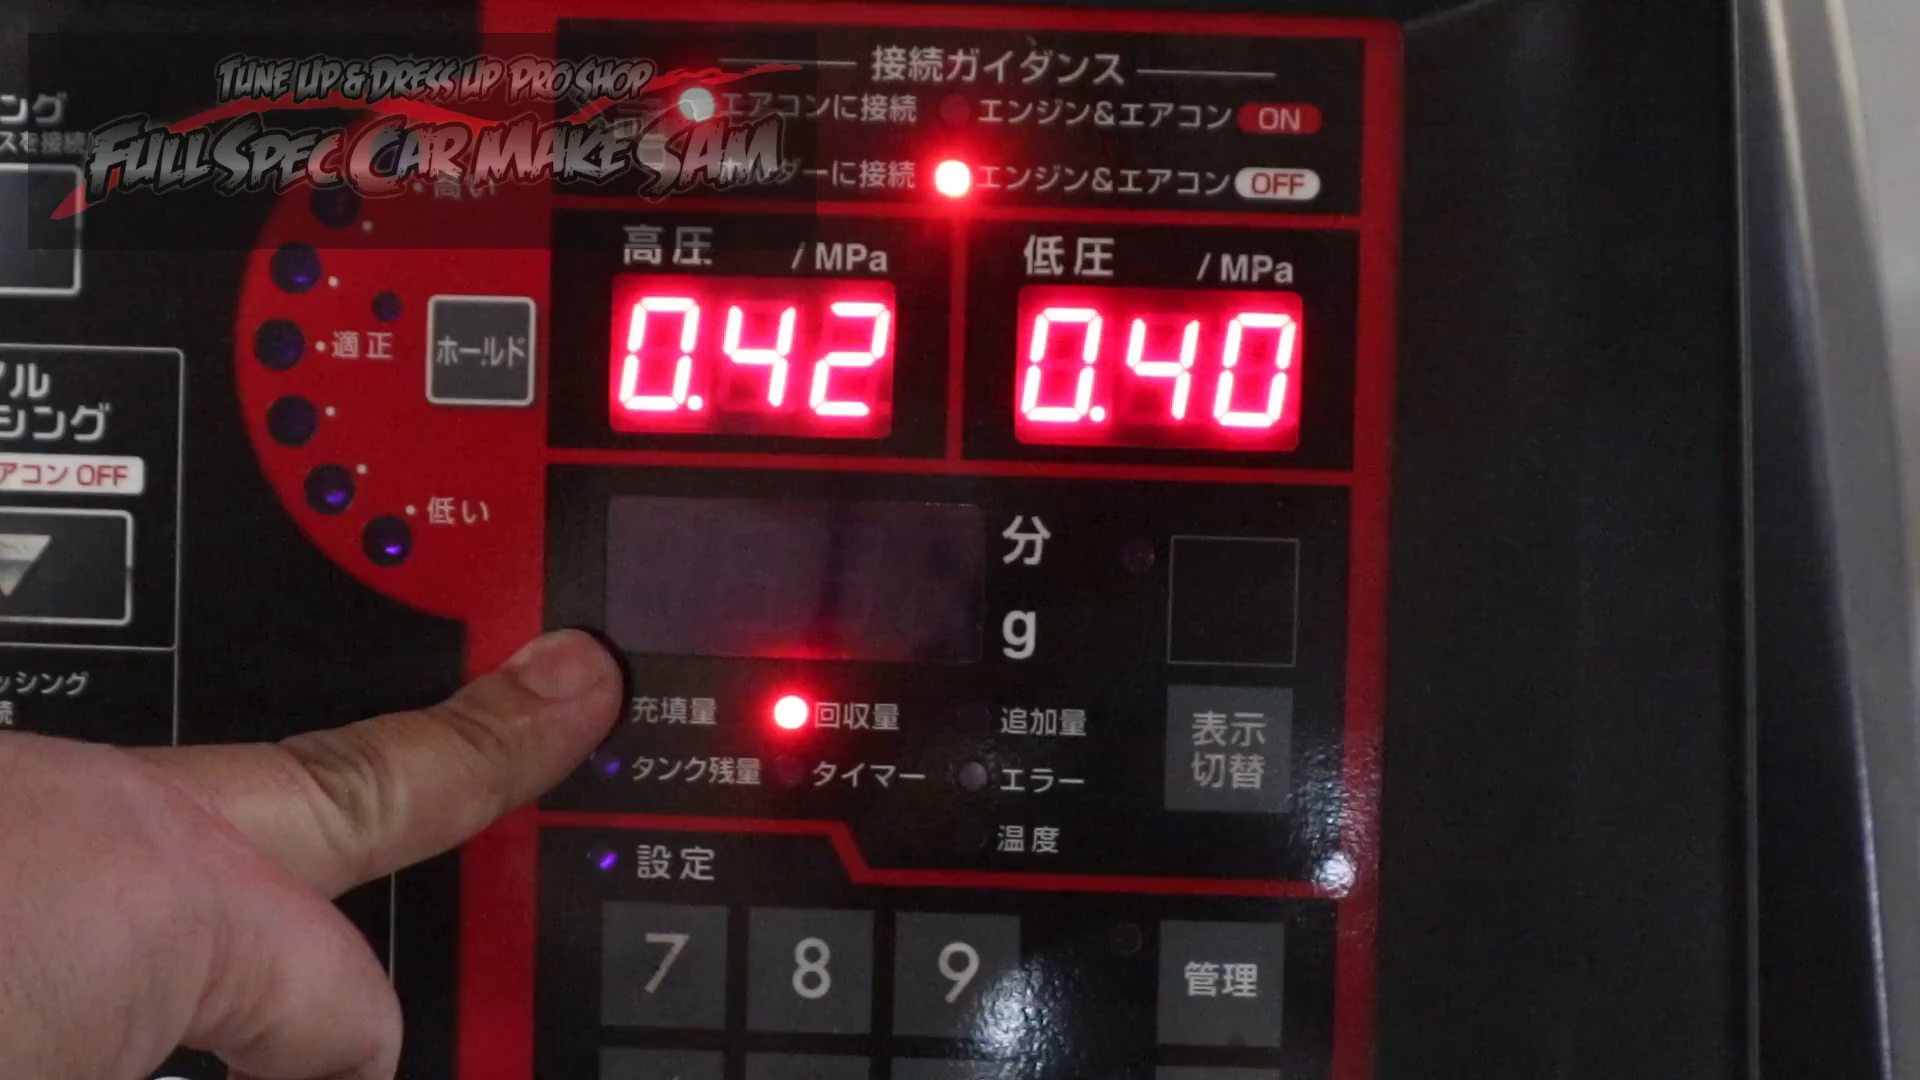 TUNE UP & DRESS UP PRO SHOP
FULL SPEC CAR MAKE SAM
接続ガイダンス
エアコンに接続
エンジン&エアコン ON
ホルダーに接続
エンジン&エアコン OFF
ング
スを接続
高い
適正
低い
ホールド
高圧 /MPa
0.42
低圧 /MPa
0.40
シング
アコン OFF
ッシング
続
分
g
充填量
回収量
追加量
タンク残量
タイマー
エラー
温度
表示
切替
設定
7
8
9
管理